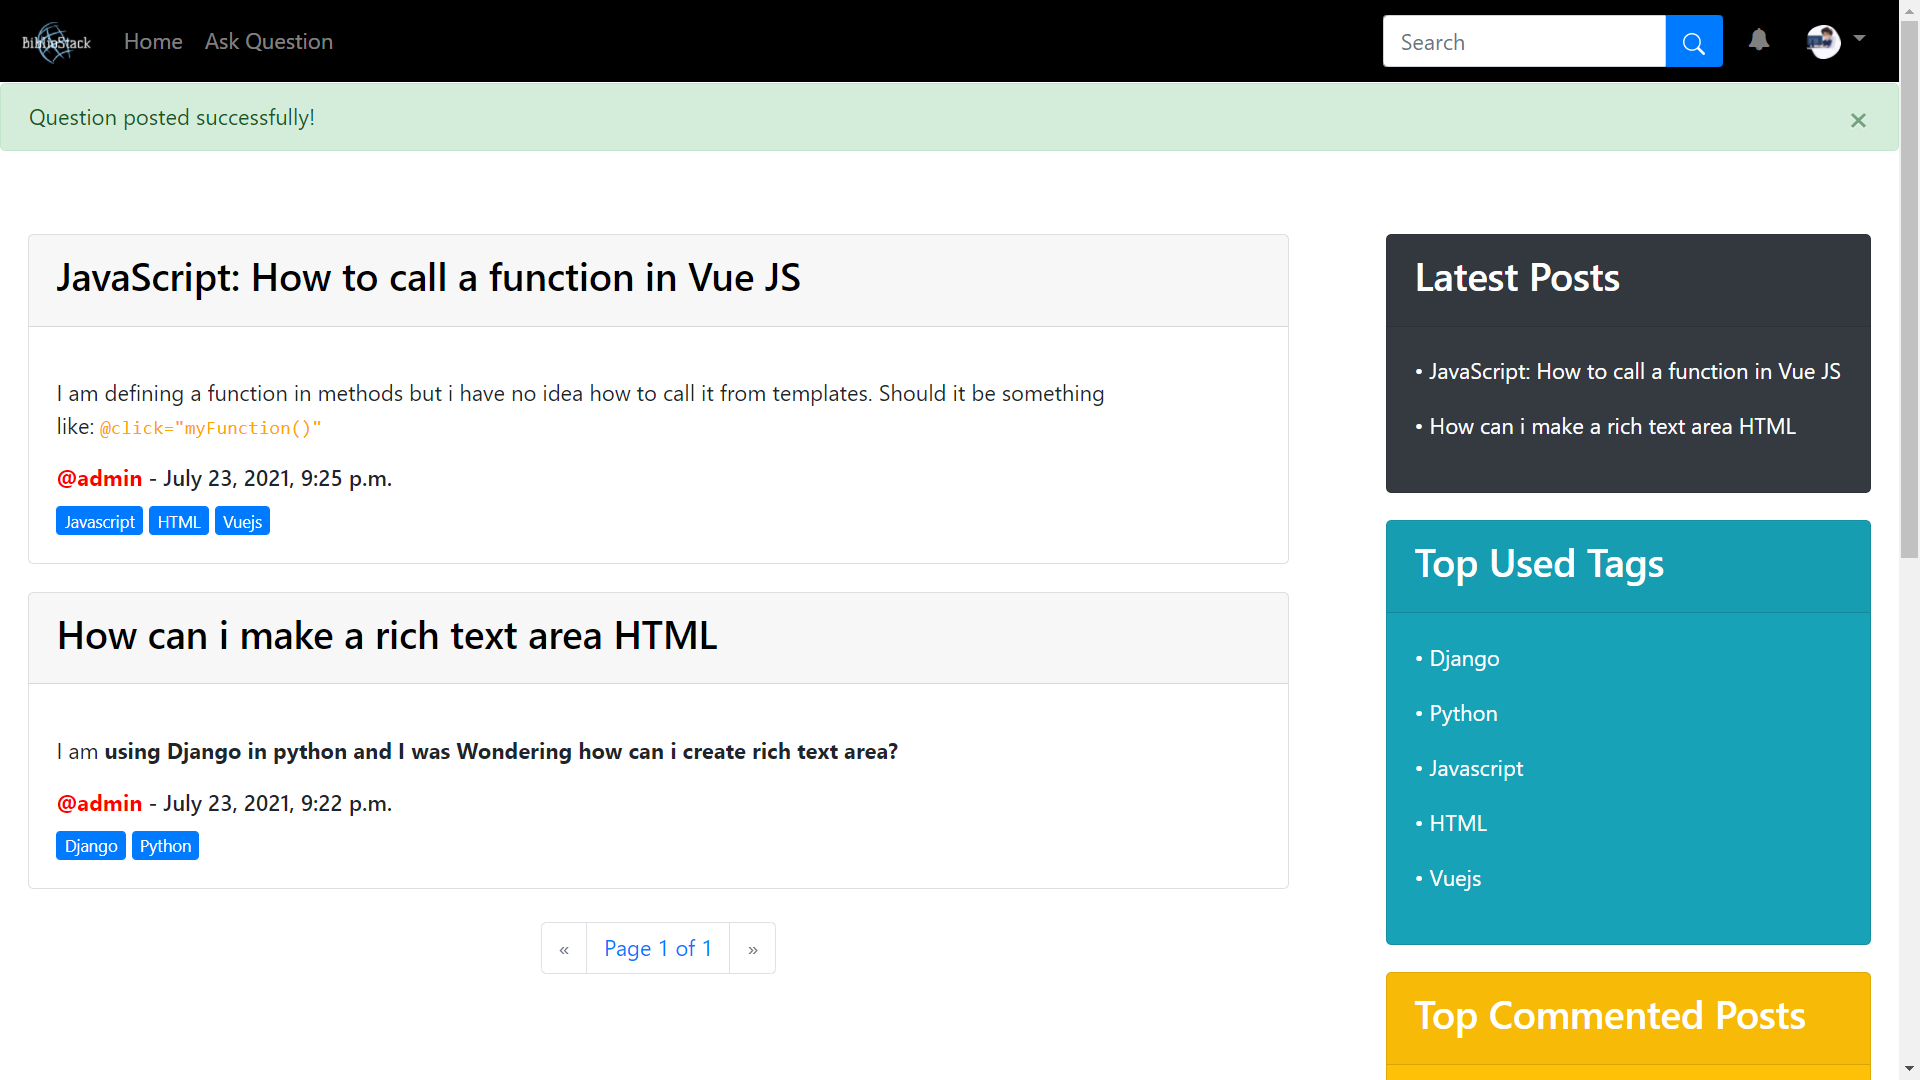 BiblioStack Home Ask Question Search
Question posted successfully! ×
JavaScript: How to call a function in Vue JS
I am defining a function in methods but i have no idea how to call it from templates. Should it be something
like: @click="myFunction()"
@admin - July 23, 2021, 9:25 p.m.
Javascript HTML Vuejs
How can i make a rich text area HTML
I am using Django in python and I was Wondering how can i create rich text area?
@admin - July 23, 2021, 9:22 p.m.
Django Python
« Page 1 of 1 »
Latest Posts
• JavaScript: How to call a function in Vue JS
• How can i make a rich text area HTML
Top Used Tags
• Django
• Python
• Javascript
• HTML
• Vuejs
Top Commented Posts